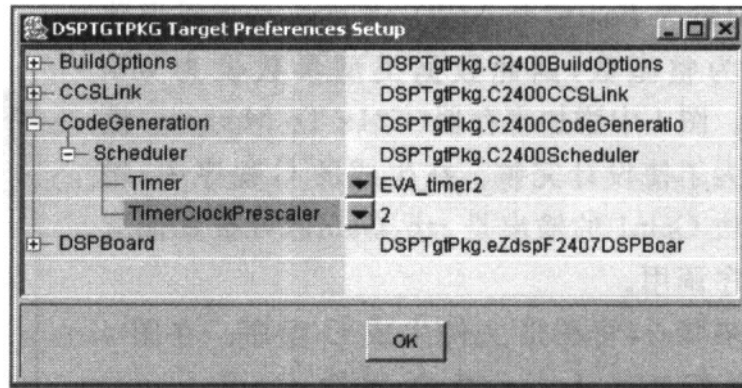 DSPTGTPKG Target Preferences Setup
BuildOptions DSPTgtPkg.C2400BuildOptions
CCSLink DSPTgtPkg.C2400CCSLink
CodeGeneration DSPTgtPkg.C2400CodeGeneratio
Scheduler DSPTgtPkg.C2400Scheduler
Timer EVA_timer2
TimerClockPrescaler 2
DSPBoard DSPTgtPkg.eZdspF2407DSPBoar
OK